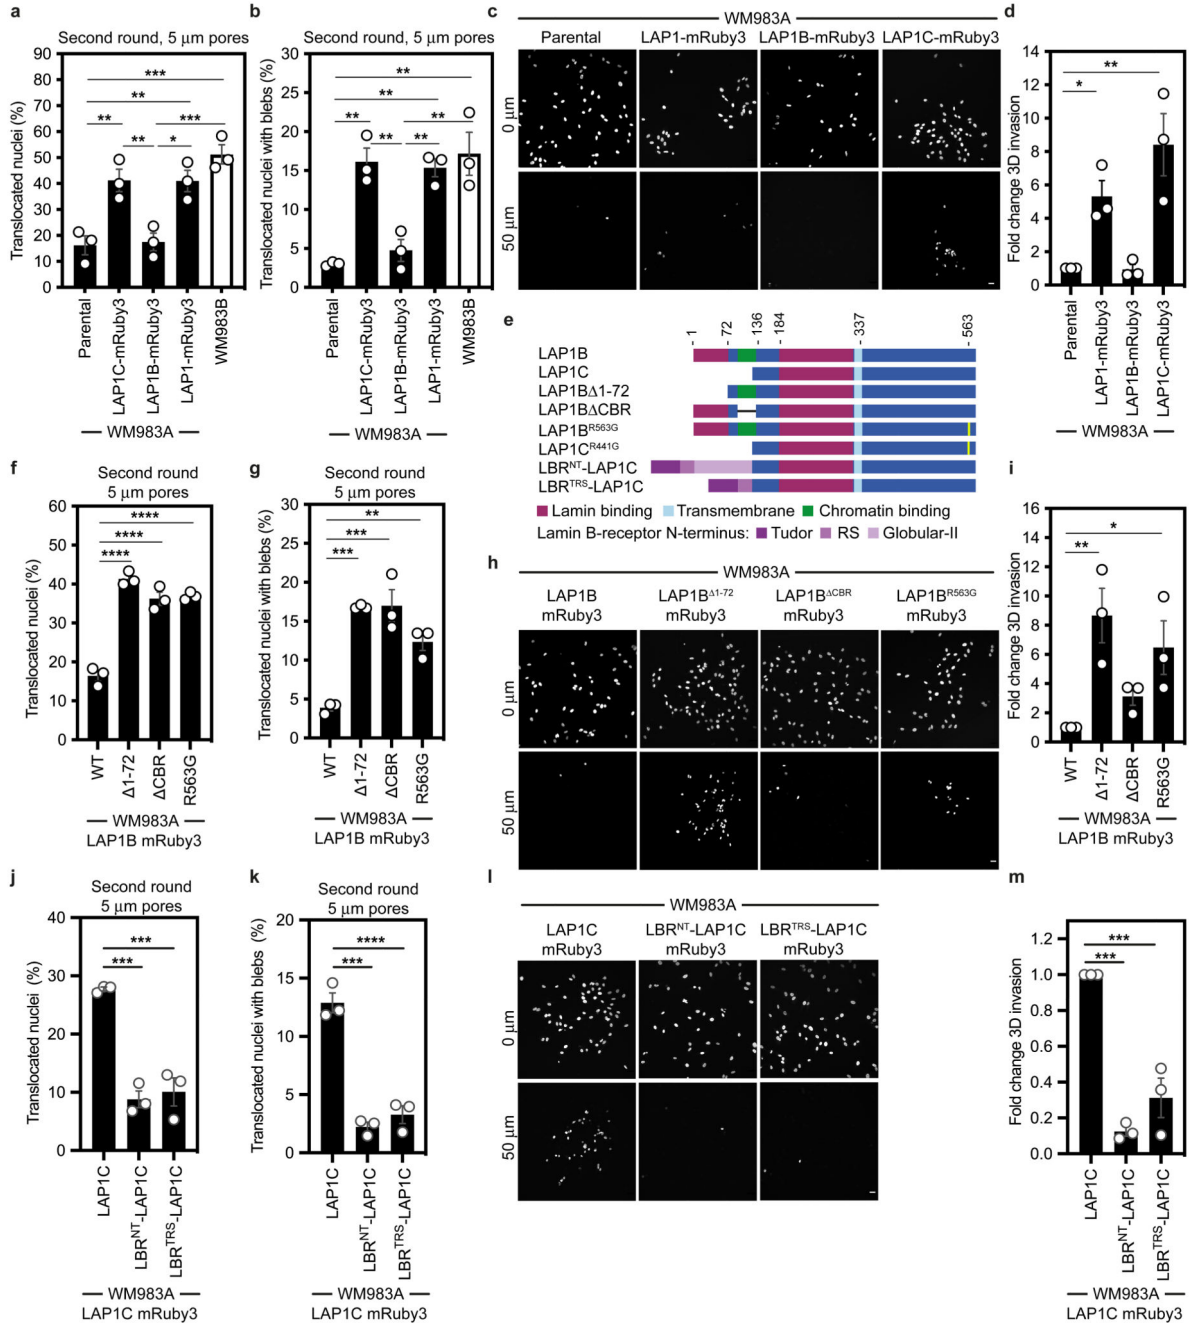 a
Second round, 5 μm pores
Translocated nuclei (%)
90
80
70
60
50
40
30
20
10
0
***
**
** ***
** *
Parental
LAP1C-mRuby3
LAP1B-mRuby3
LAP1-mRuby3
WM983B
WM983A
b
Second round, 5 μm pores
Translocated nuclei with blebs (%)
30
25
20
15
10
5
0
**
**
** **
** **
Parental
LAP1C-mRuby3
LAP1B-mRuby3
LAP1-mRuby3
WM983B
WM983A
c
WM983A
Parental LAP1-mRuby3 LAP1B-mRuby3 LAP1C-mRuby3
0 μm
50 μm
d
Fold change 3D invasion
14
12
10
8
6
4
2
0
**
*
Parental
LAP1-mRuby3
LAP1B-mRuby3
LAP1C-mRuby3
WM983A
e
1 72 136 184 337 563
LAP1B
LAP1C
LAP1BΔ1-72
LAP1BΔCBR
LAP1B^R563G
LAP1C^R441G
LBR^NT-LAP1C
LBR^TRS-LAP1C
Lamin binding Transmembrane Chromatin binding
Lamin B-receptor N-terminus: Tudor RS Globular-II
f
Second round
5 μm pores
Translocated nuclei (%)
60
50
40
30
20
10
0
****
****
****
WT
Δ1-72
ΔCBR
R563G
WM983A
LAP1B mRuby3
g
Second round
5 μm pores
Translocated nuclei with blebs (%)
30
25
20
15
10
5
0
**
***
***
WT
Δ1-72
ΔCBR
R563G
WM983A
LAP1B mRuby3
h
WM983A
LAP1B LAP1B^Δ1-72 LAP1B^ΔCBR LAP1B^R563G
mRuby3 mRuby3 mRuby3 mRuby3
0 μm
50 μm
i
Fold change 3D invasion
16
14
12
10
8
6
4
2
0
*
**
WT
Δ1-72
ΔCBR
R563G
WM983A
LAP1B mRuby3
j
Second round
5 μm pores
Translocated nuclei (%)
40
30
20
10
0
***
***
LAP1C
LBR^NT-LAP1C
LBR^TRS-LAP1C
WM983A
LAP1C mRuby3
k
Second round
5 μm pores
Translocated nuclei with blebs (%)
20
15
10
5
0
****
***
LAP1C
LBR^NT-LAP1C
LBR^TRS-LAP1C
WM983A
LAP1C mRuby3
l
WM983A
LAP1C LBR^NT-LAP1C LBR^TRS-LAP1C
mRuby3 mRuby3 mRuby3
0 μm
50 μm
m
Fold change 3D invasion
1.2
1.0
0.8
0.6
0.4
0.2
0.0
***
***
LAP1C
LBR^NT-LAP1C
LBR^TRS-LAP1C
WM983A
LAP1C mRuby3